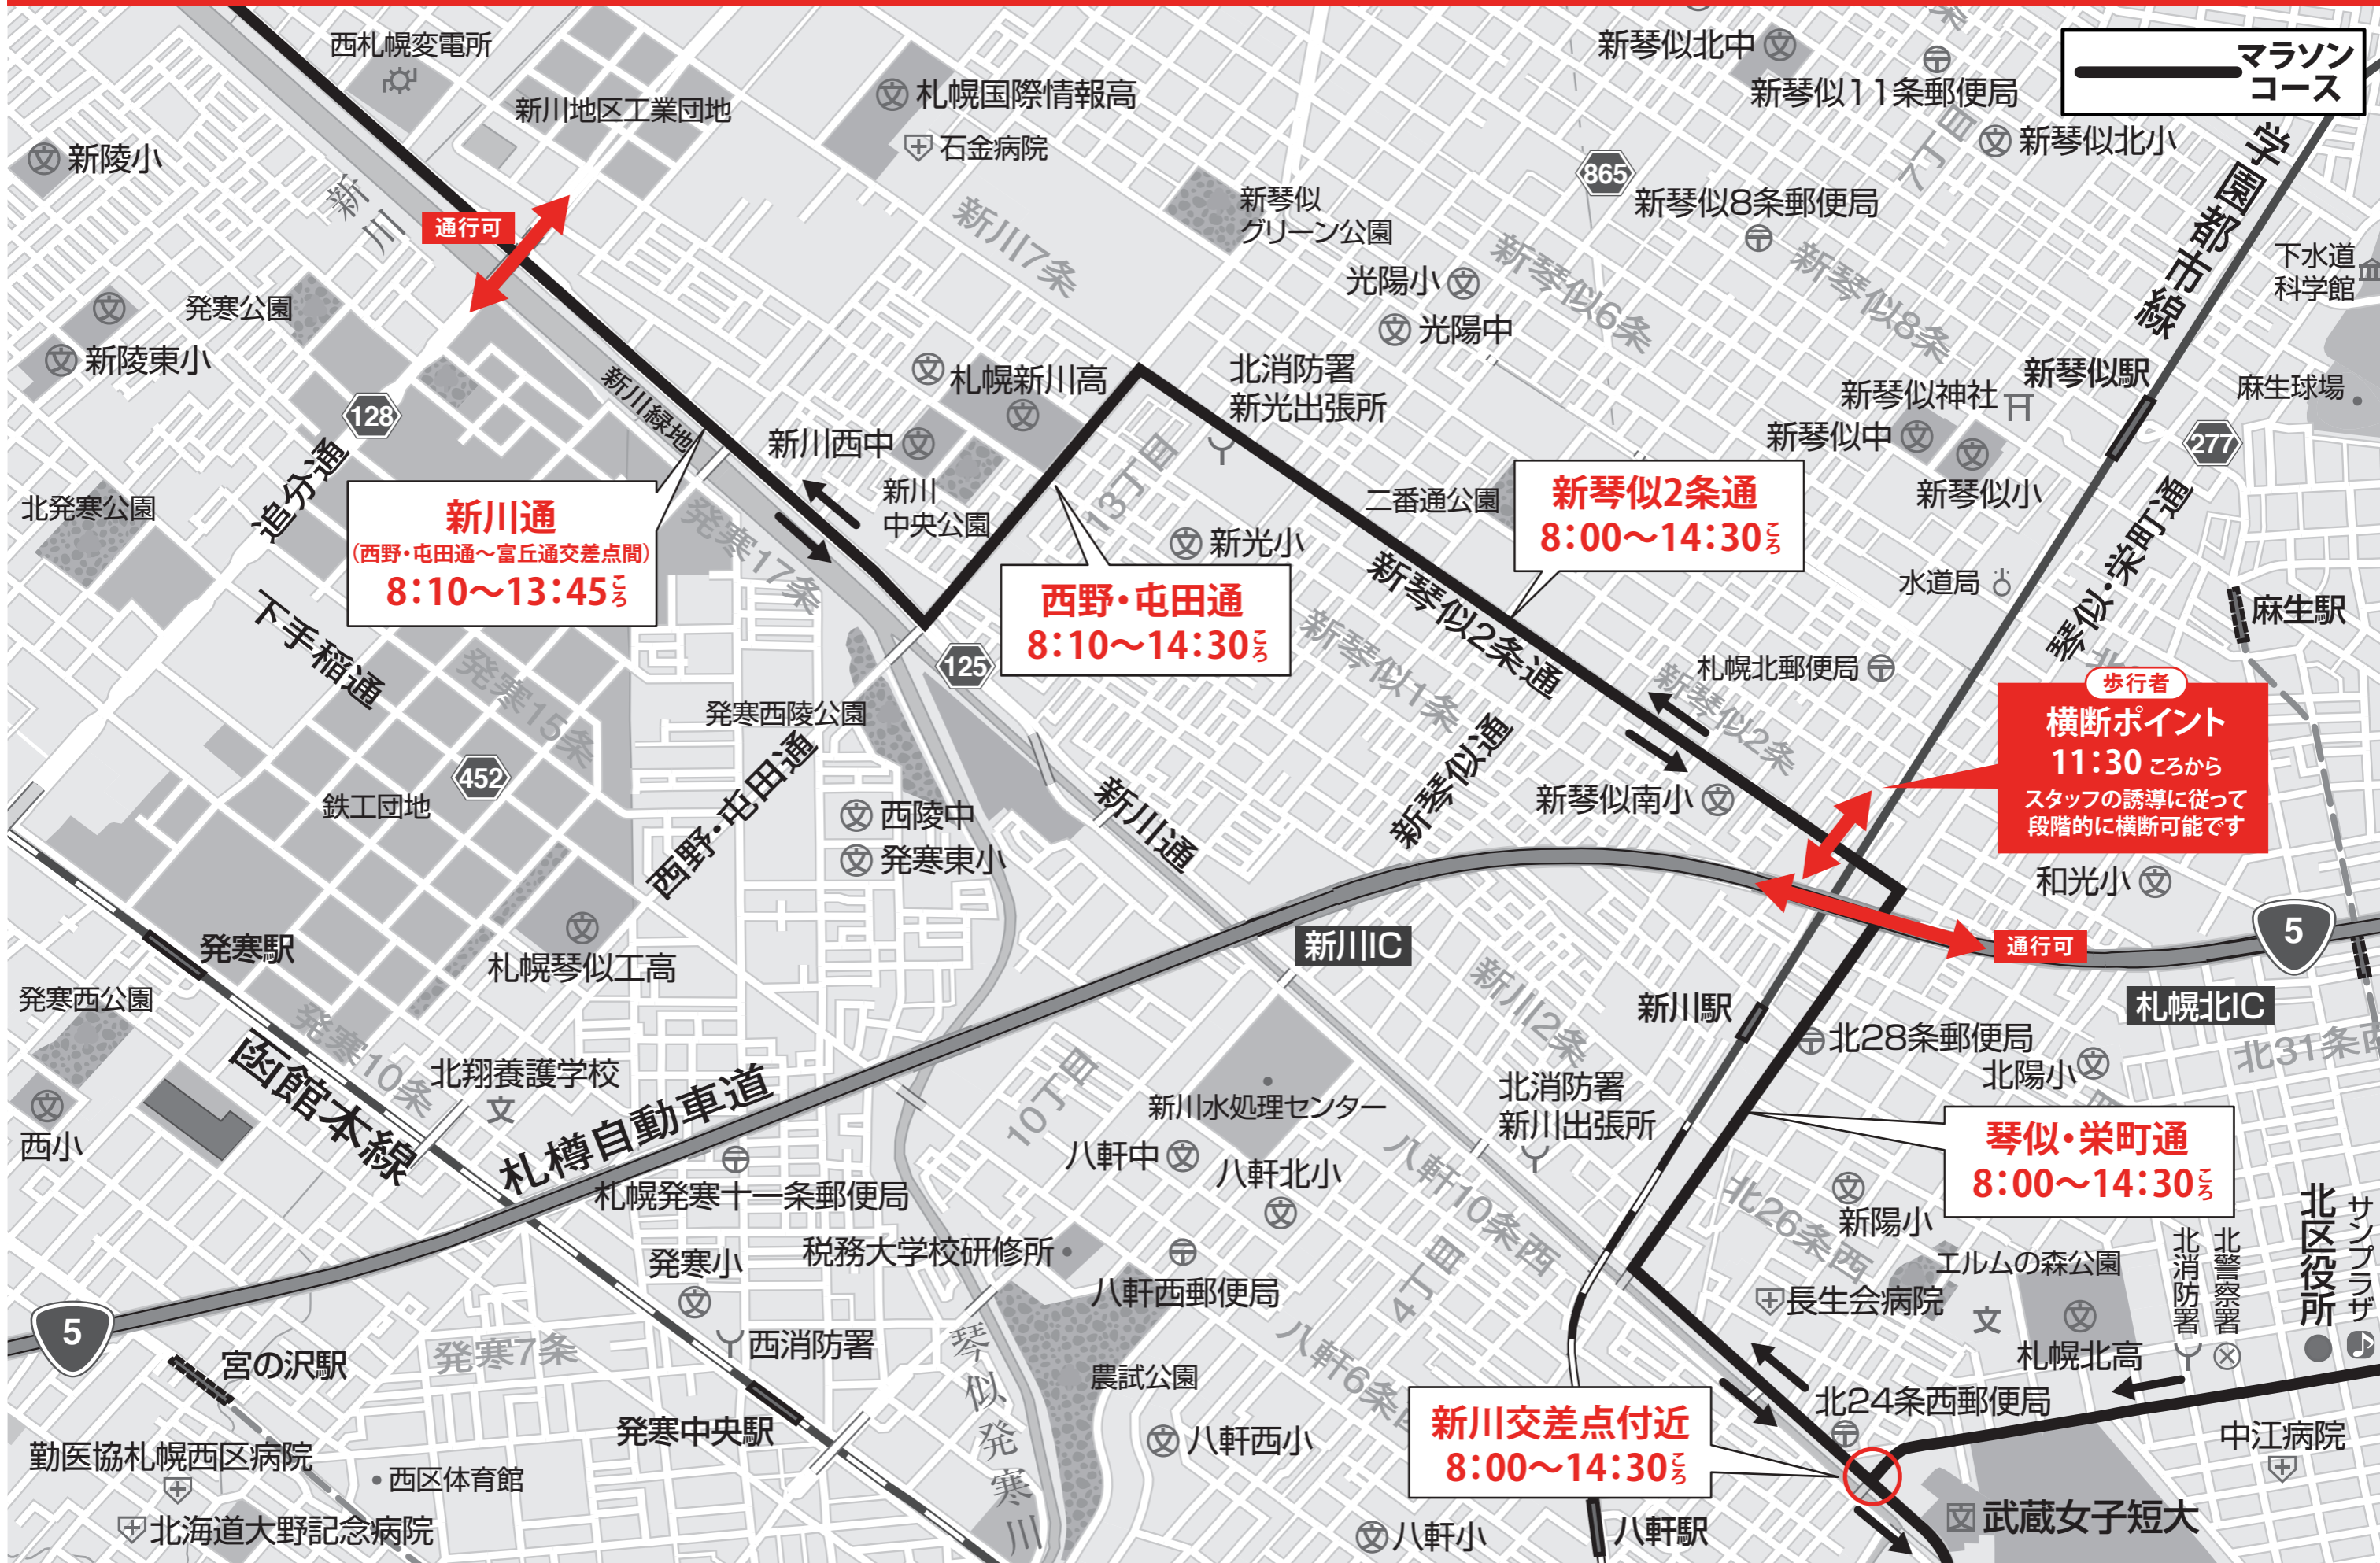 マラソン
コース
西札幌変電所
新川地区工業団地
札幌国際情報高
石金病院
新琴似北中
新琴似11条郵便局
新琴似北小
新陵小
新川
通行可
新川7条
新琴似
グリーン公園
865
新琴似8条郵便局
学園都市線
下水道
科学館
発寒公園
光陽小
光陽中
新琴似6条
新琴似8条
新陵東小
128
新川緑地
札幌新川高
北消防署
新光出張所
新琴似神社
新琴似駅
麻生球場
新琴似中
277
新川西中
13丁目
新琴似小
北発寒公園
追分通
新川
中央公園
二番通公園
新川通
(西野・屯田通〜富丘通交差点間)
8:10〜13:45ころ
発寒17条
新光小
新琴似2条通
8:00〜14:30ころ
琴似・栄町通
西野・屯田通
8:10〜14:30ころ
新琴似2条通
水道局
麻生駅
下手稲通
発寒15条
125
新琴似1条
札幌北郵便局
新琴似2条
歩行者
横断ポイント
11:30 ころから
スタッフの誘導に従って
段階的に横断可能です
発寒西陵公園
452
鉄工団地
西野・屯田通
西陵中
発寒東小
新川通
新琴似通
新琴似南小
和光小
発寒駅
札幌琴似工高
新川IC
通行可
5
発寒西公園
発寒10条
新川2条
新川駅
札幌北IC
北28条郵便局
北31条西
函館本線
北翔養護学校
札樽自動車道
10丁目
新川水処理センター
北消防署
新川出張所
北陽小
西小
札幌発寒十一条郵便局
八軒中
八軒北小
八軒10条西
琴似・栄町通
8:00〜14:30ころ
新陽小
北26条西
発寒小
税務大学校研修所
八軒西郵便局
4丁目
エルムの森公園
長生会病院
北消防署
北警察署
北区役所
サンプラザ
5
宮の沢駅
発寒7条
西消防署
琴似発寒川
農試公園
八軒6条西
札幌北高
発寒中央駅
八軒西小
新川交差点付近
8:00〜14:30ころ
北24条西郵便局
中江病院
勤医協札幌西区病院
西区体育館
北海道大野記念病院
八軒小
八軒駅
武蔵女子短大